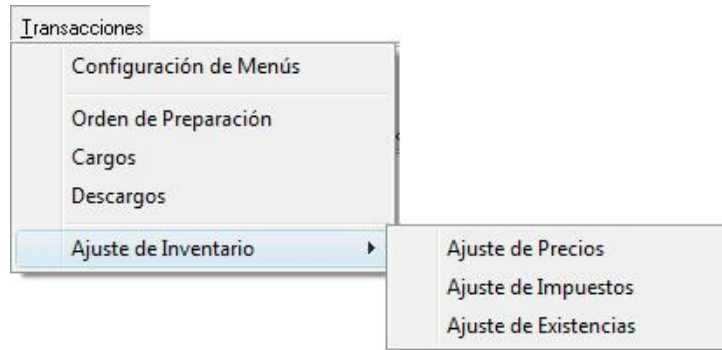 Transacciones
Configuración de Menús
Orden de Preparación
Cargos
Descargos
Ajuste de Inventario
Ajuste de Precios
Ajuste de Impuestos
Ajuste de Existencias